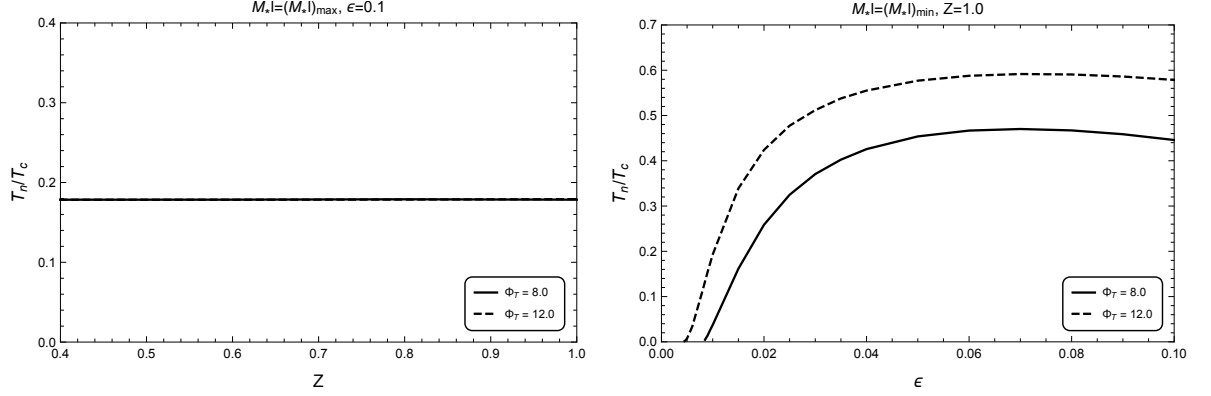 M⋆l=(M⋆l)max, ϵ=0.1
Tn/Tc
0.4
0.3
0.2
0.1
0.0
0.4 0.5 0.6 0.7 0.8 0.9 1.0
Z
ΦT = 8.0
ΦT = 12.0
M⋆l=(M⋆l)min, Z=1.0
Tn/Tc
0.7
0.6
0.5
0.4
0.3
0.2
0.1
0.0
0.00 0.02 0.04 0.06 0.08 0.10
ϵ
ΦT = 8.0
ΦT = 12.0